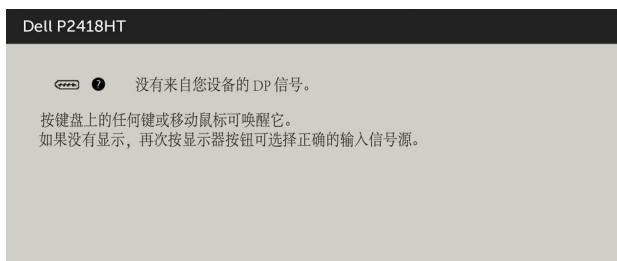 Dell P2418HT
? 没有来自您设备的 DP 信号。
按键盘上的任何键或移动鼠标可唤醒它。
如果没有显示，再次按显示器按钮可选择正确的输入信号源。